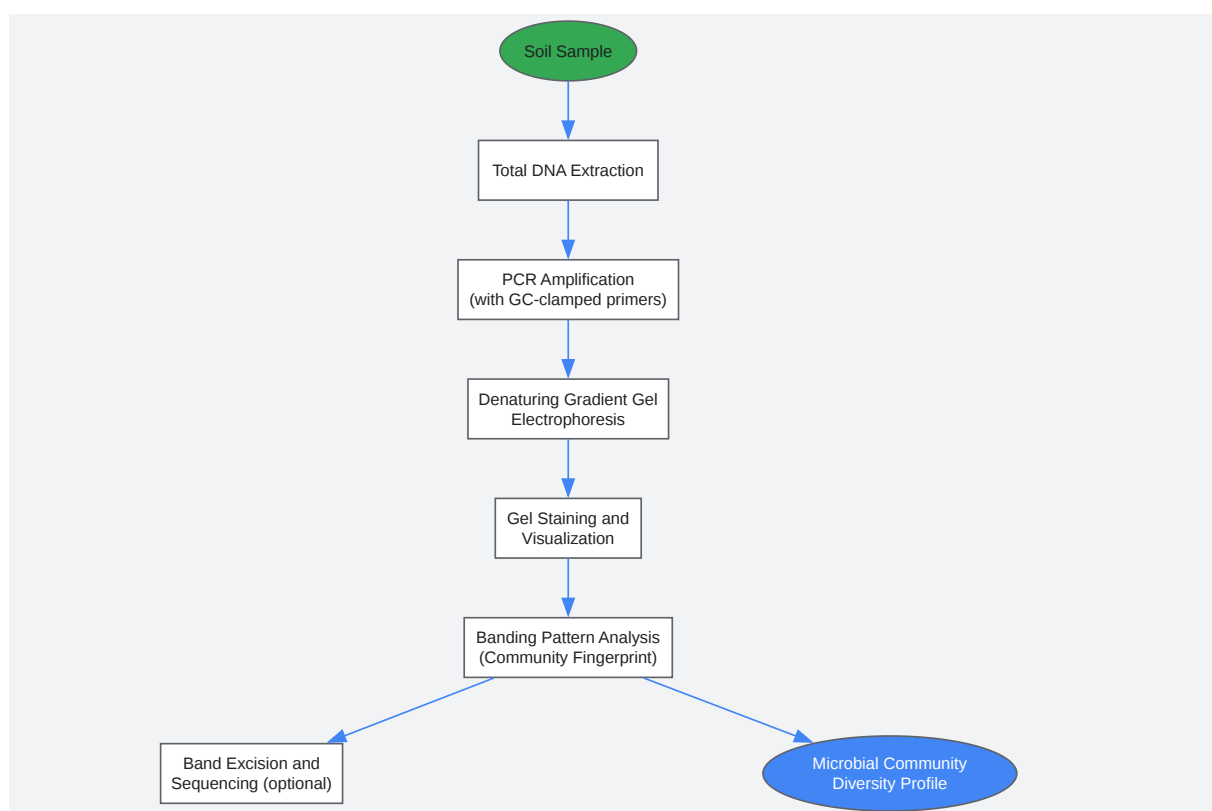 Soil Sample
Total DNA Extraction
PCR Amplification
(with GC-clamped primers)
Denaturing Gradient Gel
Electrophoresis
Gel Staining and
Visualization
Banding Pattern Analysis
(Community Fingerprint)
Band Excision and
Sequencing (optional)
Microbial Community
Diversity Profile